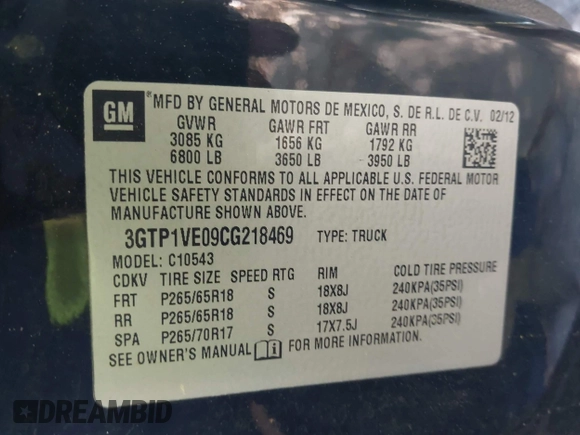 GM ® MFD BY GENERAL MOTORS DE MEXICO, S. DE R.L. DE C.V. 02/12
GVWR GAWR FRT GAWR RR
3085 KG 1656 KG 1792 KG
6800 LB 3650 LB 3950 LB
THIS VEHICLE CONFORMS TO ALL APPLICABLE U.S. FEDERAL MOTOR
VEHICLE SAFETY STANDARDS IN EFFECT ON THE DATE OF
MANUFACTURE SHOWN ABOVE.
3GTP1VE09CG218469 TYPE: TRUCK
MODEL: C10543
CDKV TIRE SIZE SPEED RTG RIM COLD TIRE PRESSURE
FRT P265/65R18 S 18X8J 240KPA(35PSI)
RR P265/65R18 S 18X8J 240KPA(35PSI)
SPA P265/70R17 S 17X7.5J 240KPA(35PSI)
SEE OWNER'S MANUAL i FOR MORE INFORMATION.
DREAMBID